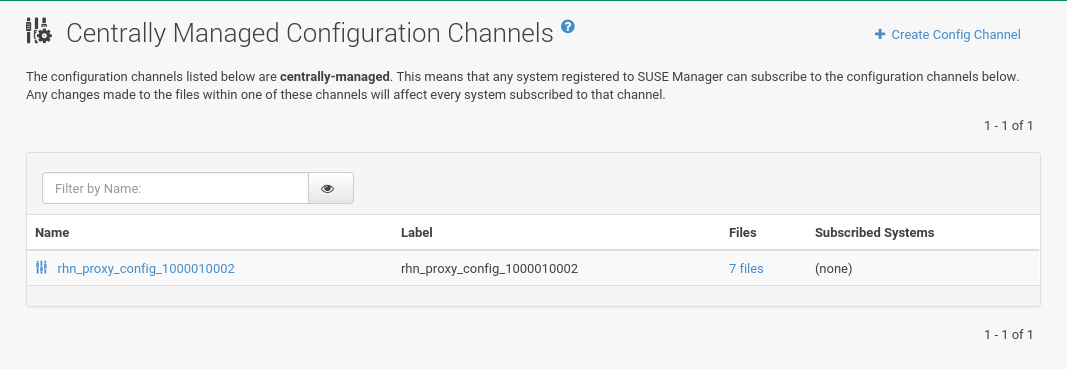 Centrally Managed Configuration Channels ?
+ Create Config Channel
The configuration channels listed below are centrally-managed. This means that any system registered to SUSE Manager can subscribe to the configuration channels below.
Any changes made to the files within one of these channels will affect every system subscribed to that channel.
1 - 1 of 1
Filter by Name:
Name Label Files Subscribed Systems
rhn_proxy_config_1000010002 rhn_proxy_config_1000010002 7 files (none)
1 - 1 of 1